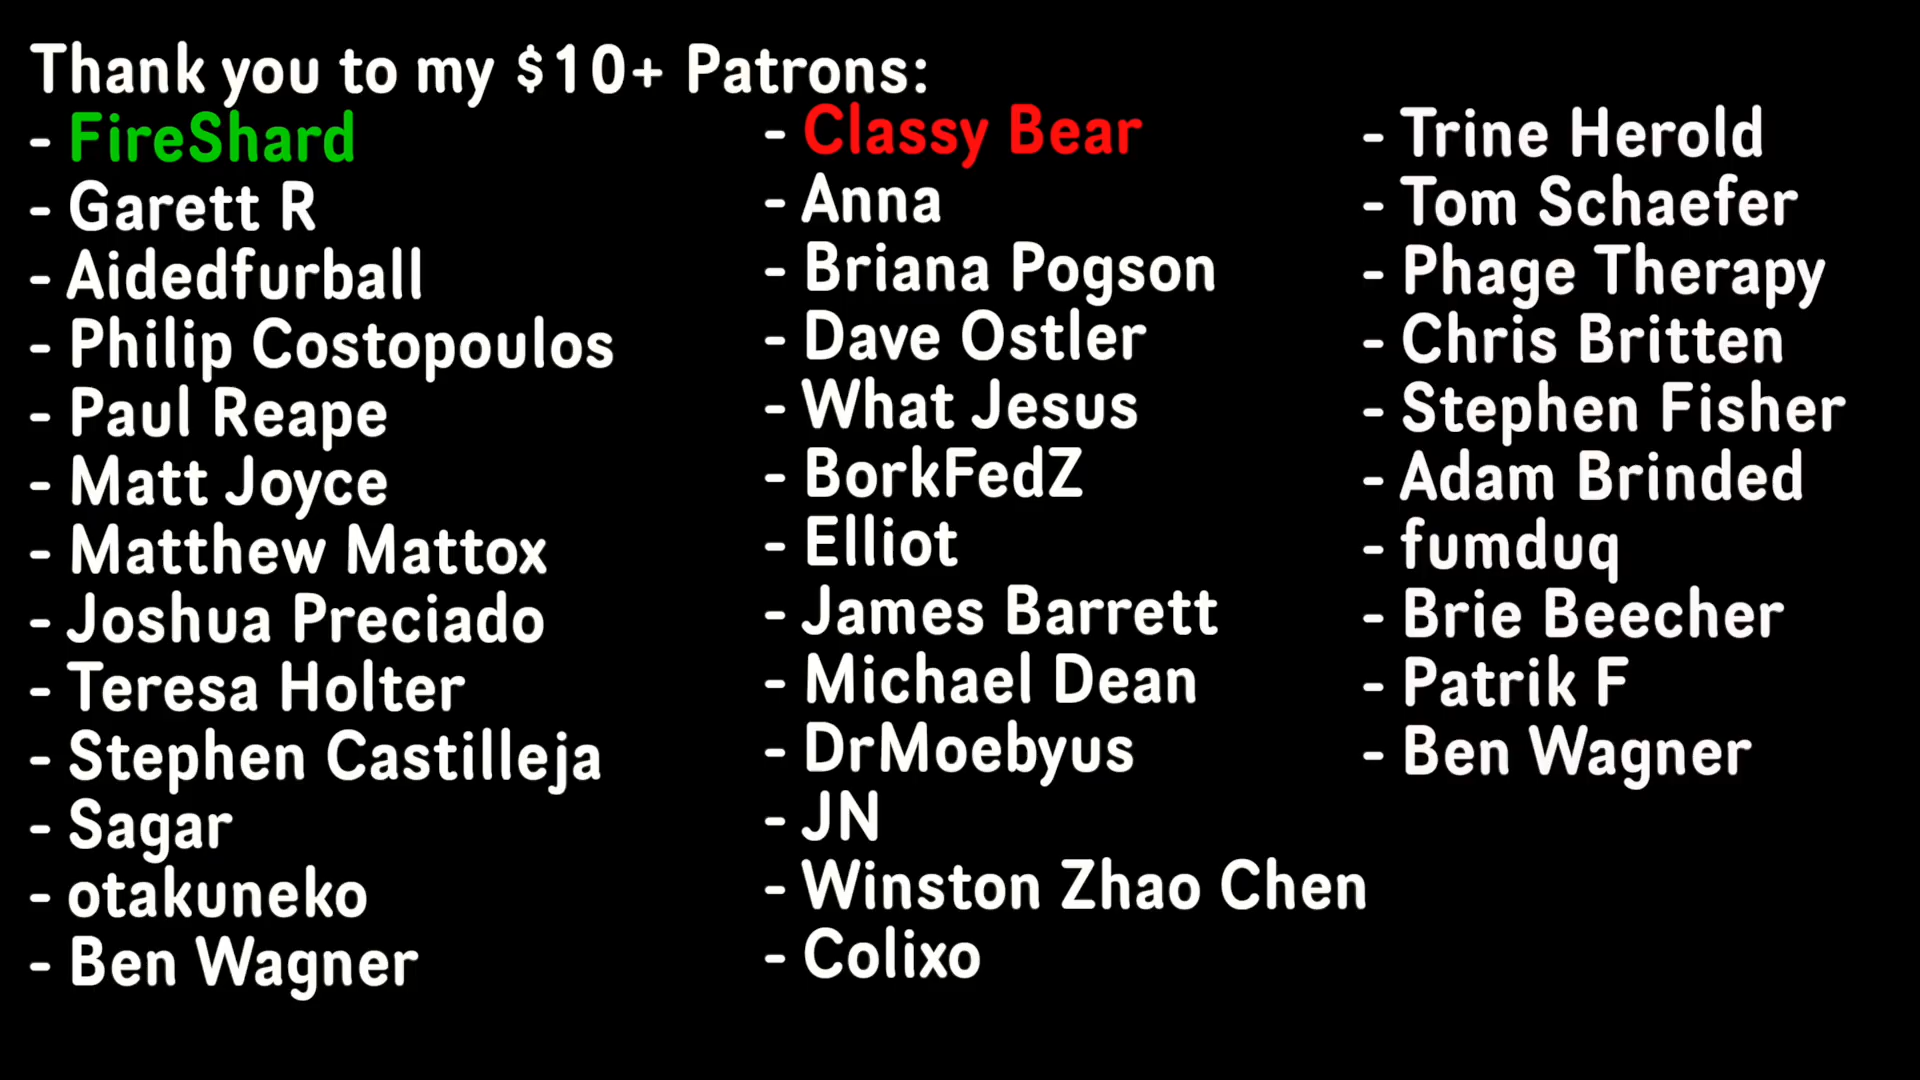 Thank you to my $10+ Patrons:
- FireShard
- Garett R
- Aidedfurball
- Philip Costopoulos
- Paul Reape
- Matt Joyce
- Matthew Mattox
- Joshua Preciado
- Teresa Holter
- Stephen Castilleja
- Sagar
- otakuneko
- Ben Wagner
- Classy Bear
- Anna
- Briana Pogson
- Dave Ostler
- What Jesus
- BorkFedZ
- Elliot
- James Barrett
- Michael Dean
- DrMoebyus
- JN
- Winston Zhao Chen
- Colixo
- Trine Herold
- Tom Schaefer
- Phage Therapy
- Chris Britten
- Stephen Fisher
- Adam Brinded
- fumduq
- Brie Beecher
- Patrik F
- Ben Wagner